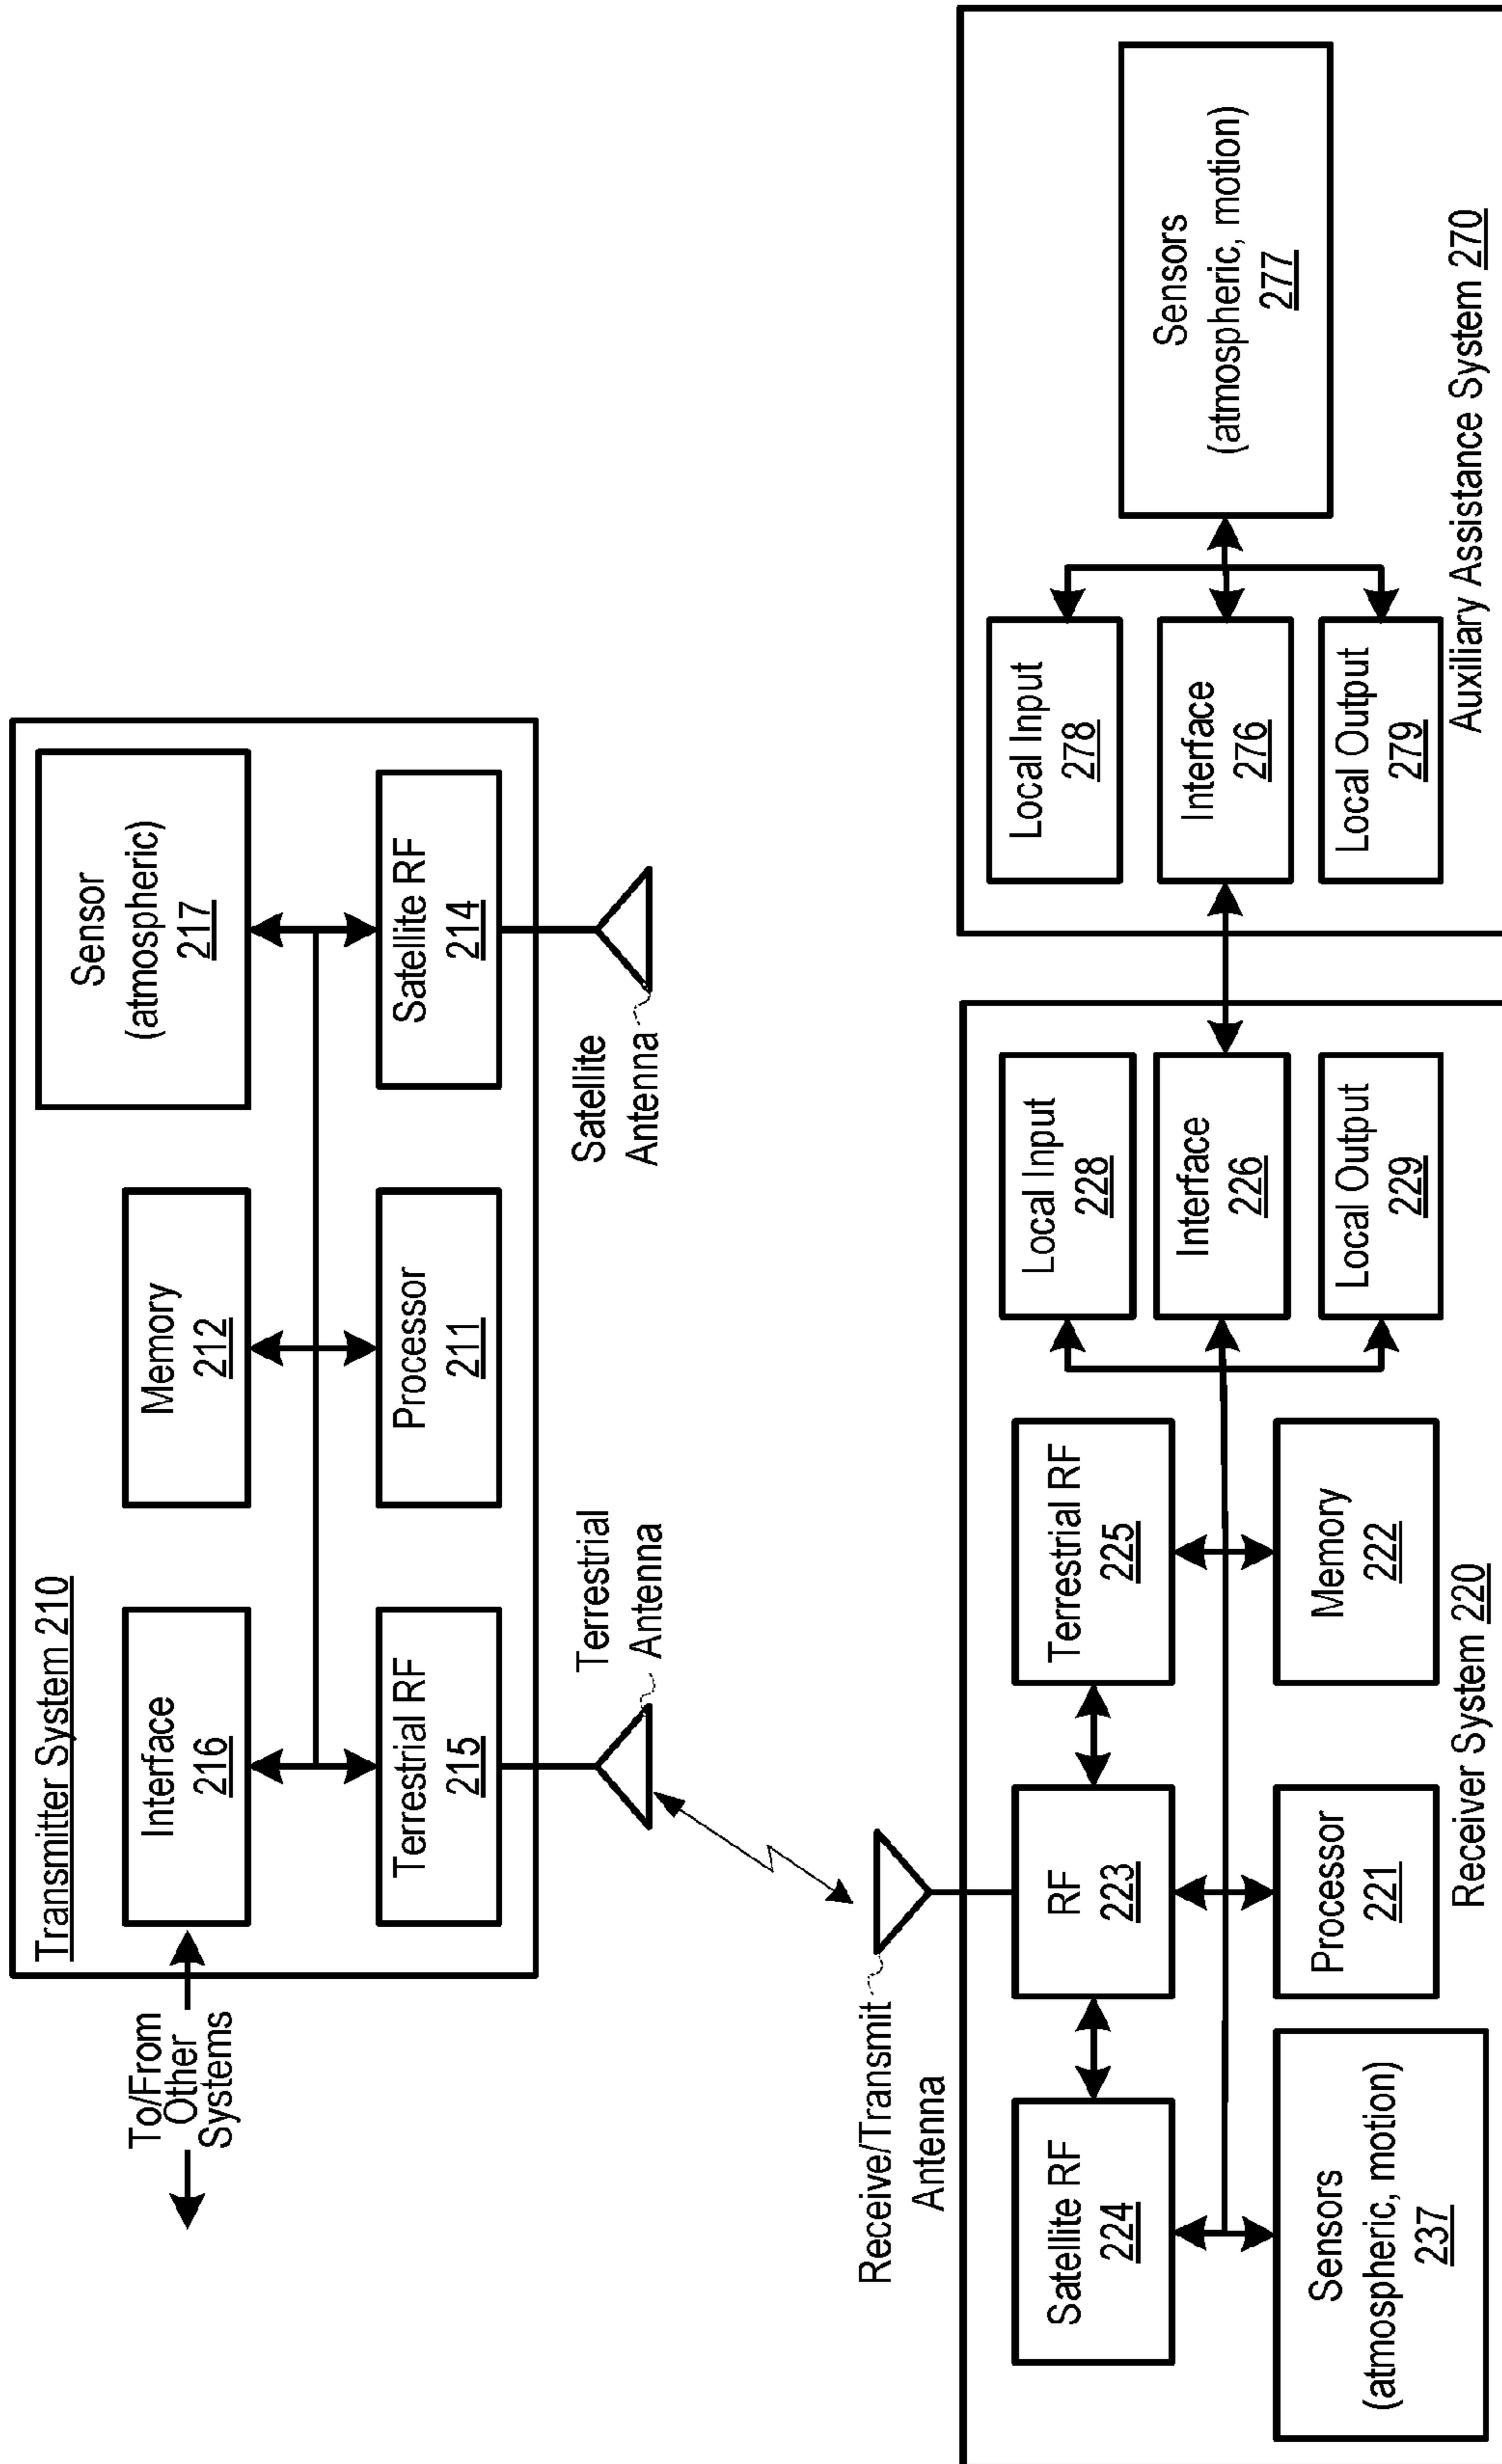 Transmitter System 210
To/From
Other
Systems
Interface
216
Memory
212
Sensor
(atmospheric)
217
Terrestrial RF
215
Processor
211
Satellite RF
214
Terrestrial
Antenna
Satellite
Antenna
Receive/Transmit
Antenna
Satellite RF
224
RF
223
Terrestrial RF
225
Local Input
228
Interface
226
Local Output
229
Sensors
(atmospheric, motion)
237
Processor
221
Memory
222
Receiver System 220
Local Input
278
Interface
276
Local Output
279
Sensors
(atmospheric, motion)
277
Auxiliary Assistance System 270